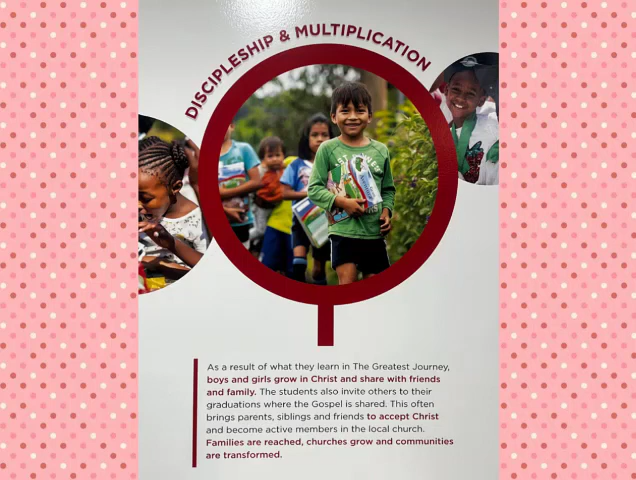 DISCIPLESHIP & MULTIPLICATION
As a result of what they learn in The Greatest Journey,
boys and girls grow in Christ and share with friends
and family. The students also invite others to their
graduations where the Gospel is shared. This often
brings parents, siblings and friends to accept Christ
and become active members in the local church.
Families are reached, churches grow and communities
are transformed.